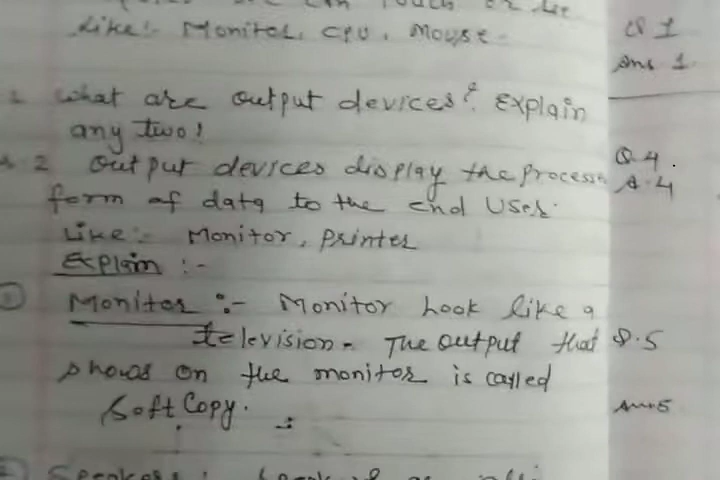 Like:- Monitor, CPU, Mouse-
What are output devices? Explain
any two!
2 Output devices display the Process
form of data to the end User.
Like:- Monitor, printer
Explain :-
Monitor :- Monitor Look like a
television. The output that
shows on the monitor is called
Soft Copy.
Speakers:
Q 1
Ans 1
Q.4
A.4
Q.5
Ans 5